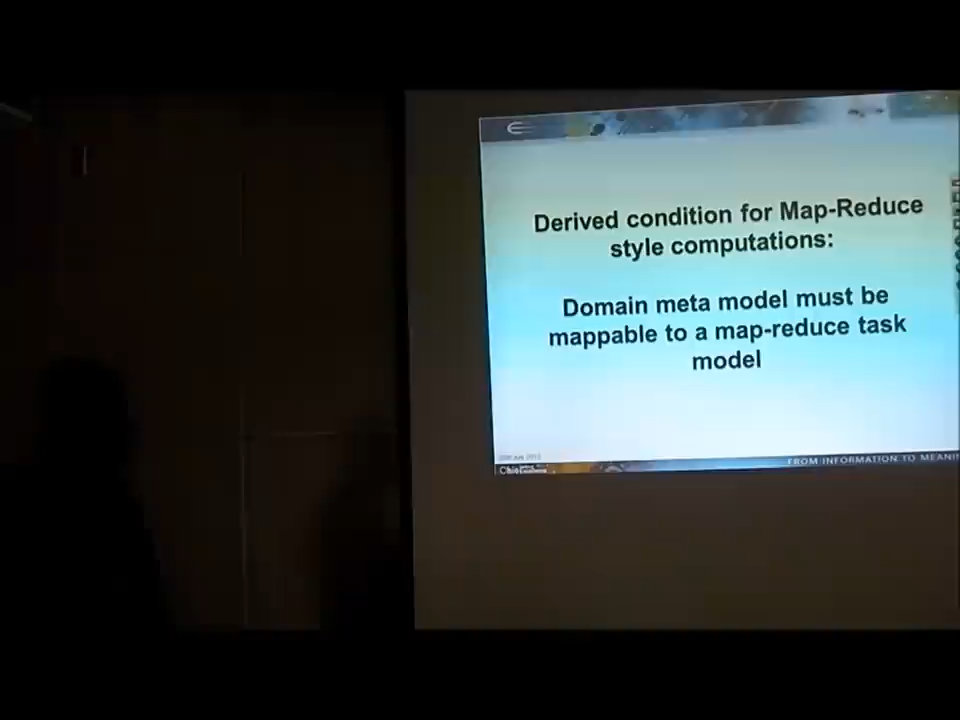 Derived condition for Map-Reduce
style computations:
Domain meta model must be
mappable to a map-reduce task
model
FROM INFORMATION TO MEANI